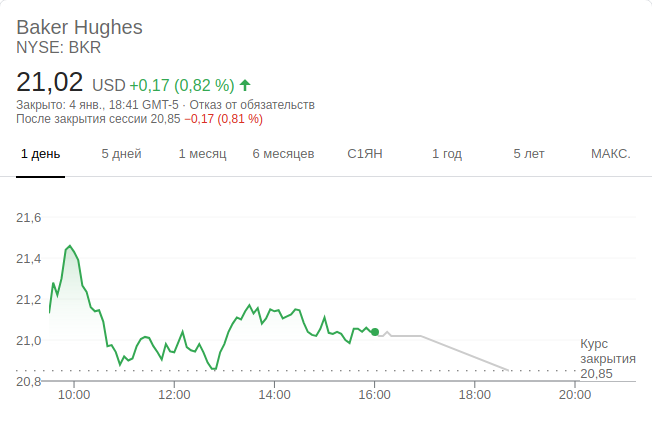 Baker Hughes
NYSE: BKR
21,02 USD +0,17 (0,82 %)
Закрыто: 4 янв., 18:41 GMT-5 · Отказ от обязательств
После закрытия сессии 20,85 −0,17 (0,81 %)
1 день 5 дней 1 месяц 6 месяцев С1ЯН 1 год 5 лет МАКС.
21,6
21,4
21,2
21,0
Курс
закрытия
20,85
20,8
10:00 12:00 14:00 16:00 18:00 20:00